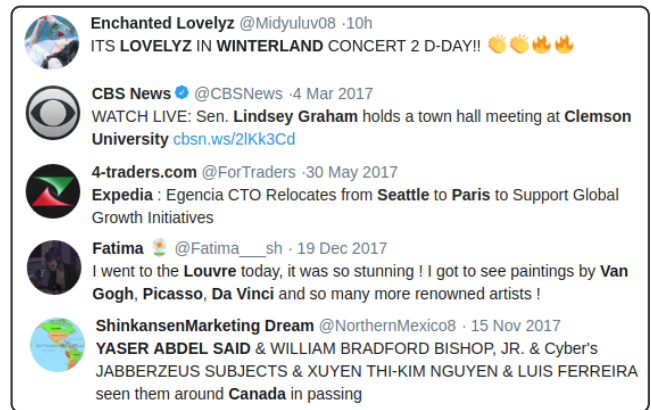 Enchanted Lovelyz @Midyuluv08 ·10h
ITS LOVELYZ IN WINTERLAND CONCERT 2 D-DAY!! 👏👏🔥🔥
CBS News @CBSNews ·4 Mar 2017
WATCH LIVE: Sen. Lindsey Graham holds a town hall meeting at Clemson
University cbsn.ws/2lKk3Cd
4-traders.com @ForTraders ·30 May 2017
Expedia : Egencia CTO Relocates from Seattle to Paris to Support Global
Growth Initiatives
Fatima 🌼 @Fatima___sh · 19 Dec 2017
I went to the Louvre today, it was so stunning ! I got to see paintings by Van
Gogh, Picasso, Da Vinci and so many more renowned artists !
ShinkansenMarketing Dream @NorthernMexico8 · 15 Nov 2017
YASER ABDEL SAID & WILLIAM BRADFORD BISHOP, JR. & Cyber's
JABBERZEUS SUBJECTS & XUYEN THI-KIM NGUYEN & LUIS FERREIRA
seen them around Canada in passing